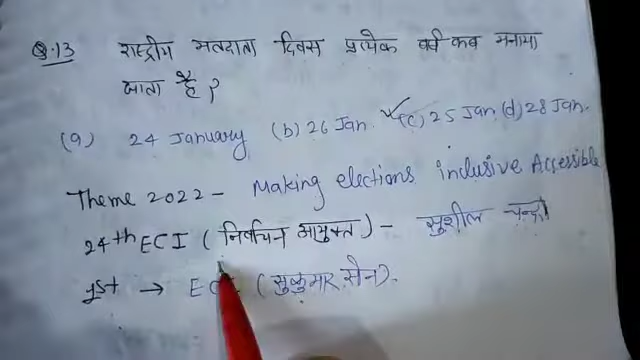 Q.13 राष्ट्रीय मतदाता दिवस प्रत्येक वर्ष कब मनाया
जाता है?
(a) 24 January (b) 26 Jan. ✓(c) 25 Jan. (d) 28 Jan.
Theme 2022 - Making elections inclusive Accessible
24th ECI (निर्वाचन आयुक्त) - सुशील चन्द्रा
1st → (सुकुमार सेन).